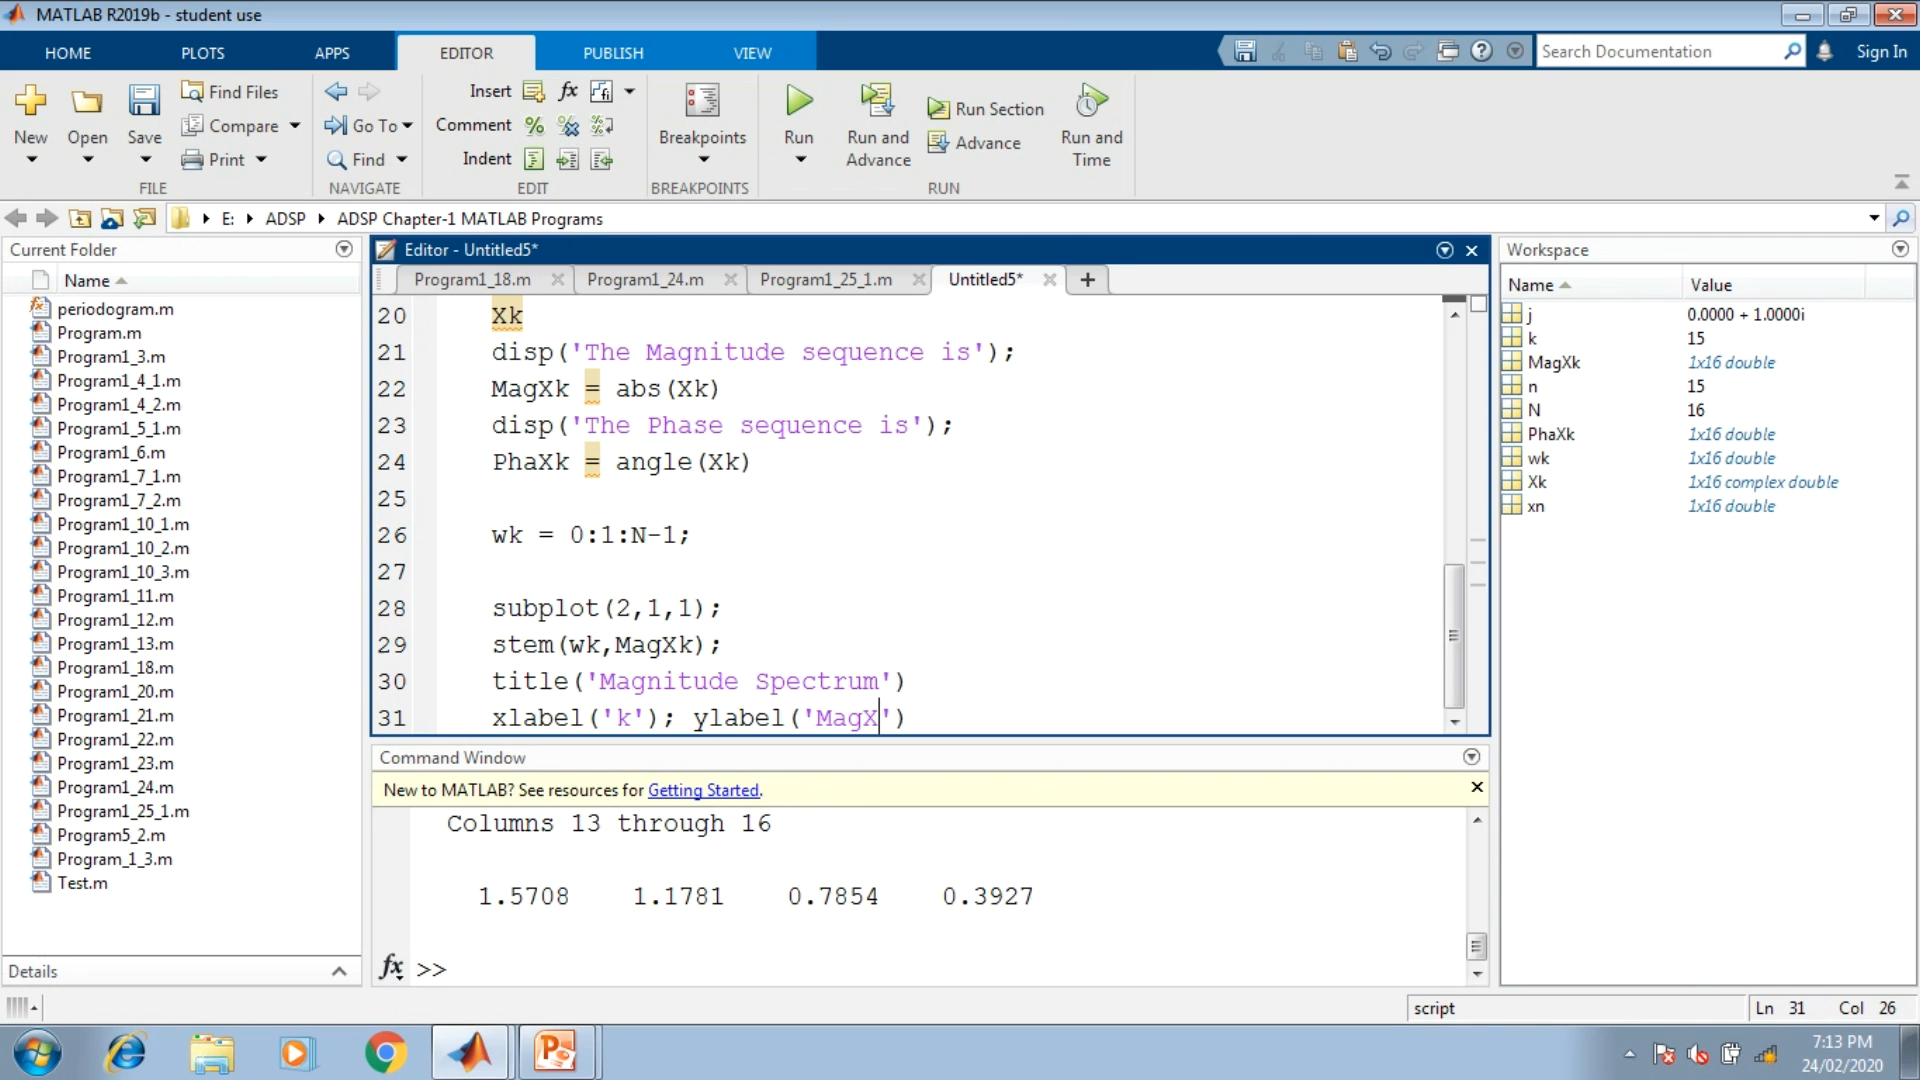 MATLAB R2019b - student use
HOME PLOTS APPS EDITOR PUBLISH VIEW Search Documentation Sign In
New Open Save Find Files Compare Print
FILE
Go To Find
NAVIGATE
Insert fx
Comment
Indent
EDIT
Breakpoints
BREAKPOINTS
Run Run and Advance Run Section Advance Run and Time
RUN
E: ADSP ADSP Chapter-1 MATLAB Programs
Current Folder
Name
periodogram.m
Program.m
Program1_3.m
Program1_4_1.m
Program1_4_2.m
Program1_5_1.m
Program1_6.m
Program1_7_1.m
Program1_7_2.m
Program1_10_1.m
Program1_10_2.m
Program1_10_3.m
Program1_11.m
Program1_12.m
Program1_13.m
Program1_18.m
Program1_20.m
Program1_21.m
Program1_22.m
Program1_23.m
Program1_24.m
Program1_25_1.m
Program5_2.m
Program_1_3.m
Test.m
Details
Editor - Untitled5*
Program1_18.m Program1_24.m Program1_25_1.m Untitled5*
20 Xk
21 disp('The Magnitude sequence is');
22 MagXk = abs(Xk)
23 disp('The Phase sequence is');
24 PhaXk = angle(Xk)
25
26 wk = 0:1:N-1;
27
28 subplot(2,1,1);
29 stem(wk,MagXk);
30 title('Magnitude Spectrum')
31 xlabel('k'); ylabel('MagX')
Command Window
New to MATLAB? See resources for Getting Started.
Columns 13 through 16
1.5708 1.1781 0.7854 0.3927
fx >>
Workspace
Name Value
j 0.0000 + 1.0000i
k 15
MagXk 1x16 double
n 15
N 16
PhaXk 1x16 double
wk 1x16 double
Xk 1x16 complex double
xn 1x16 double
script Ln 31 Col 26
7:13 PM
24/02/2020